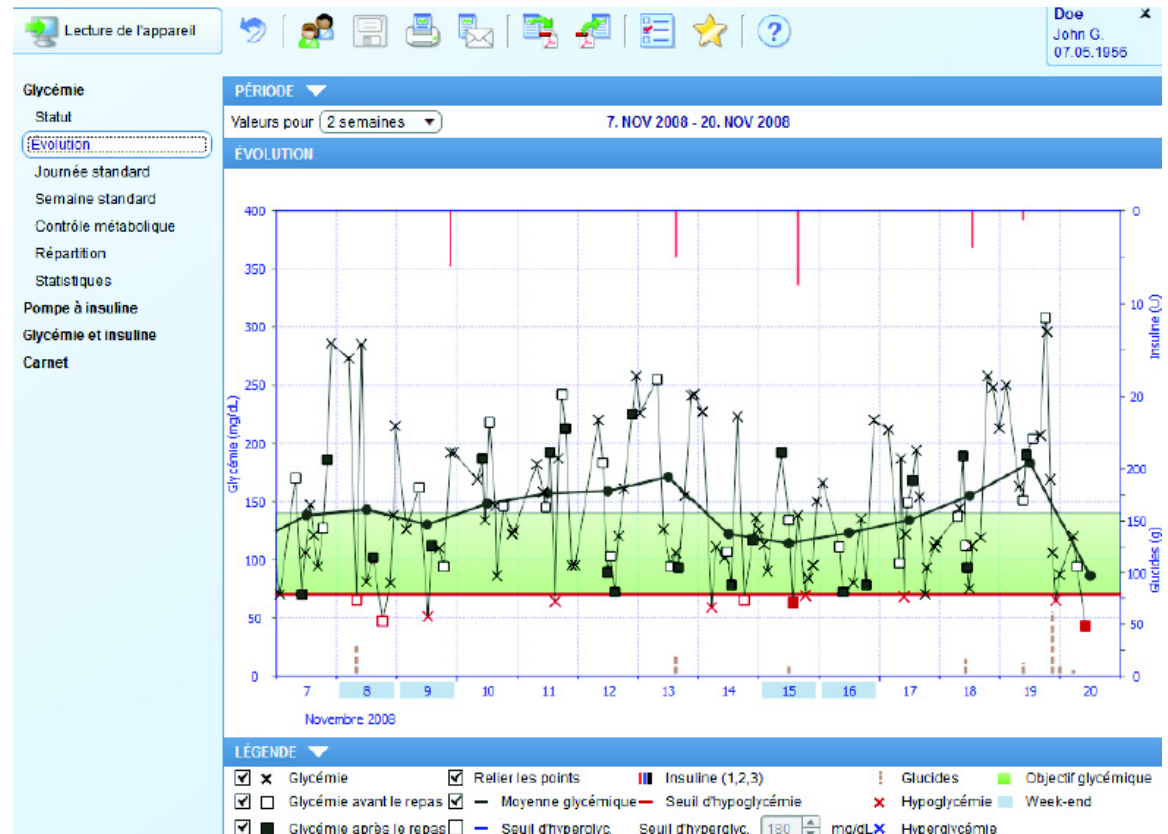 Lecture de l'appareil
Doe x
John G.
07.05.1956
Glycémie
Statut
Évolution
Journée standard
Semaine standard
Contrôle métabolique
Répartition
Statistiques
Pompe à insuline
Glycémie et insuline
Carnet
PÉRIODE
Valeurs pour 2 semaines 7. NOV 2008 - 20. NOV 2008
ÉVOLUTION
Glycémie (mg/dL)
400
350
300
250
200
150
100
50
0
0
10
20
Insuline (U)
200
150
100
50
0
Glucides (g)
7 8 9 10 11 12 13 14 15 16 17 18 19 20
Novembre 2008
LÉGENDE
Glycémie Relier les points Insuline (1,2,3) Glucides Objectif glycémique
Glycémie avant le repas Moyenne glycémique Seuil d'hypoglycémie Hypoglycémie Week-end
Glycémie après le repas Seuil d'hyperglyc. Seuil d'hyperglyc. 180 mg/dL Hyperglycémie